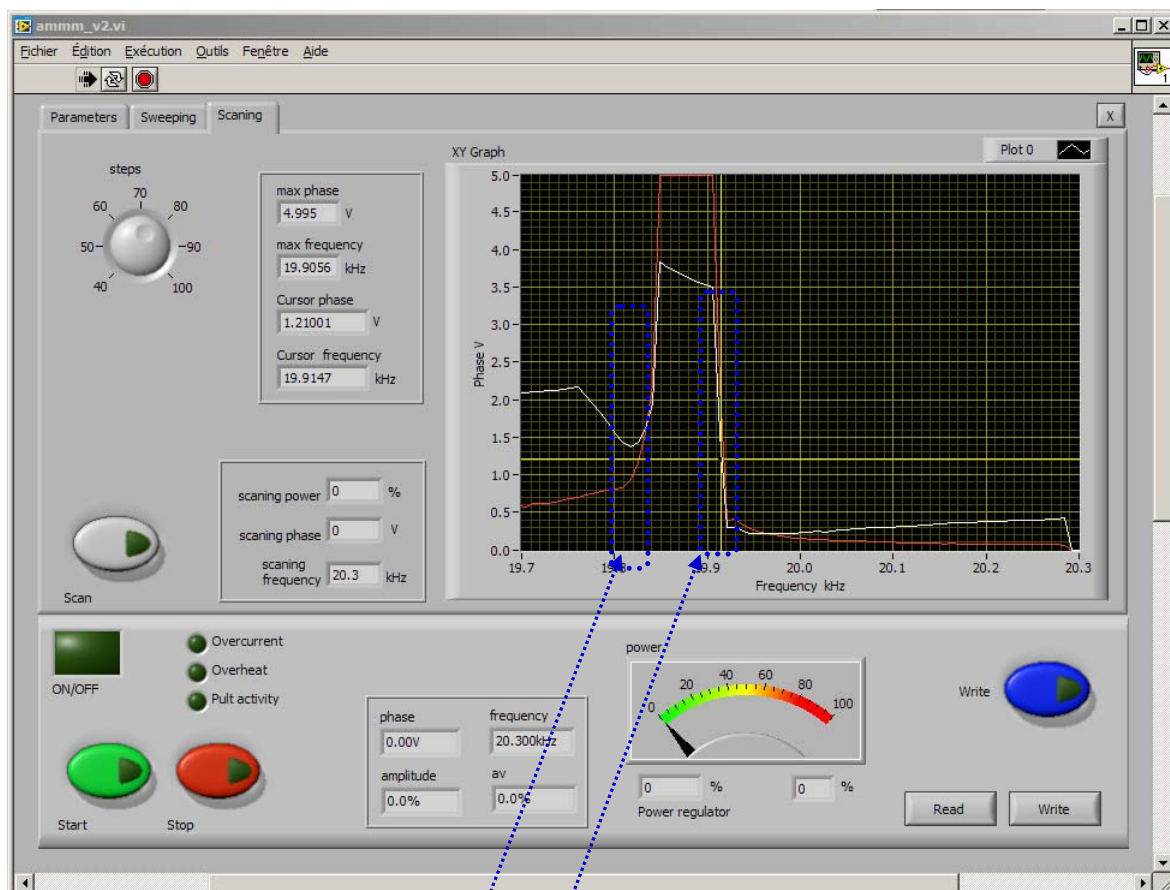 ammm_v2.vi
Fichier Édition Exécution Outils Fenêtre Aide
1
Parameters Sweeping Scaning
X
steps
40 50 60 70 80 90 100
max phase
4.995 V
max frequency
19.9056 kHz
Cursor phase
1.21001 V
Cursor frequency
19.9147 kHz
XY Graph
Plot 0
Phase V
5.0
4.5
4.0
3.5
3.0
2.5
2.0
1.5
1.0
0.5
0.0
19.7 19.8 19.9 20.0 20.1 20.2 20.3
Frequency kHz
scaning power 0 %
scaning phase 0 V
scaning
frequency 20.3 kHz
Scan
ON/OFF
Overcurrent
Overheat
Pult activity
Start
Stop
phase
0.00V
frequency
20.300kHz
amplitude
0.0%
av
0.0%
power
0 20 40 60 80 100
0 %
0 %
Power regulator
Write
Read
Write